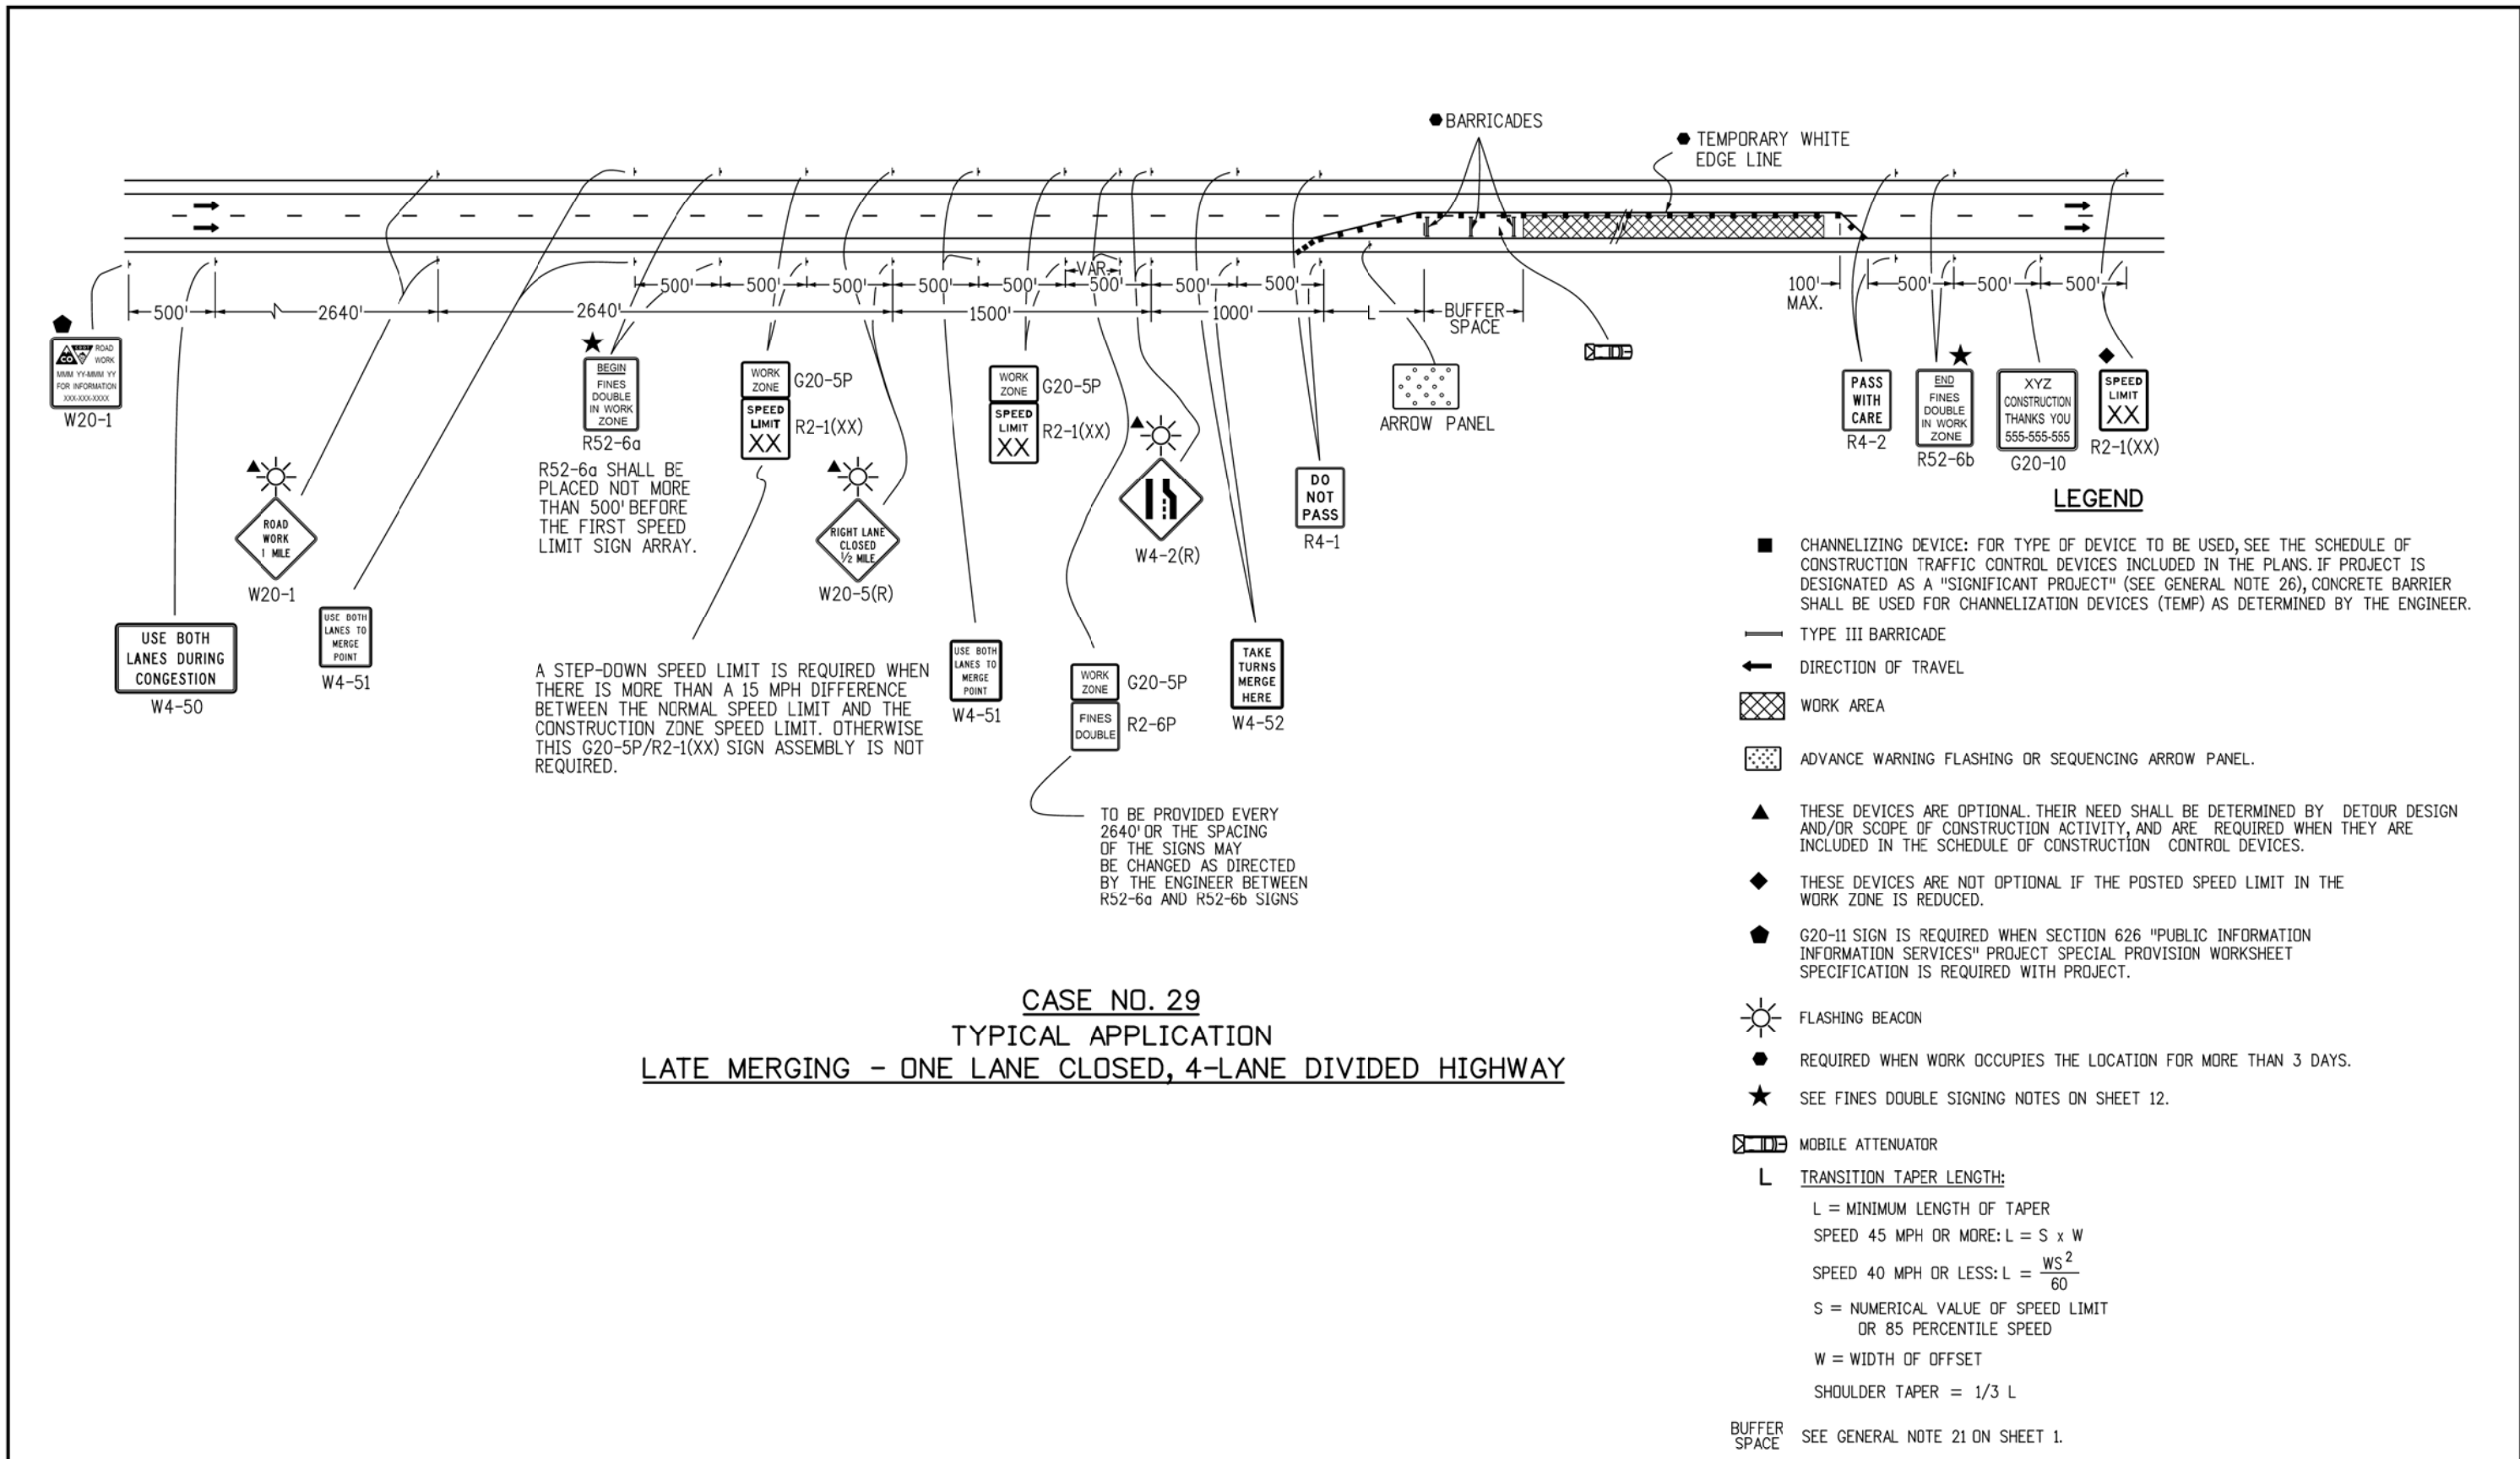 BARRICADES
TEMPORARY WHITE
EDGE LINE
VAR.
500'
500'
500'
500'
500'
500'
500'
500'
100'
MAX.
500'
500'
500'
500'
2640'
2640'
1500'
1000'
L
BUFFER
SPACE
CO CDOT ROAD
WORK
MMM YY-MMM YY
FOR INFORMATION
XXX-XXX-XXXX
W20-1
BEGIN
FINES
DOUBLE
IN WORK
ZONE
R52-6a
R52-6a SHALL BE
PLACED NOT MORE
THAN 500' BEFORE
THE FIRST SPEED
LIMIT SIGN ARRAY.
WORK
ZONE
G20-5P
SPEED
LIMIT
XX
R2-1(XX)
WORK
ZONE
G20-5P
SPEED
LIMIT
XX
R2-1(XX)
ARROW PANEL
PASS
WITH
CARE
R4-2
END
FINES
DOUBLE
IN WORK
ZONE
R52-6b
XYZ
CONSTRUCTION
THANKS YOU
555-555-555
G20-10
SPEED
LIMIT
XX
R2-1(XX)
ROAD
WORK
1 MILE
W20-1
RIGHT LANE
CLOSED
½ MILE
W20-5(R)
W4-2(R)
DO
NOT
PASS
R4-1
USE BOTH
LANES DURING
CONGESTION
W4-50
USE BOTH
LANES TO
MERGE
POINT
W4-51
A STEP-DOWN SPEED LIMIT IS REQUIRED WHEN
THERE IS MORE THAN A 15 MPH DIFFERENCE
BETWEEN THE NORMAL SPEED LIMIT AND THE
CONSTRUCTION ZONE SPEED LIMIT. OTHERWISE
THIS G20-5P/R2-1(XX) SIGN ASSEMBLY IS NOT
REQUIRED.
USE BOTH
LANES TO
MERGE
POINT
W4-51
WORK
ZONE
G20-5P
FINES
DOUBLE
R2-6P
TAKE
TURNS
MERGE
HERE
W4-52
TO BE PROVIDED EVERY
2640' OR THE SPACING
OF THE SIGNS MAY
BE CHANGED AS DIRECTED
BY THE ENGINEER BETWEEN
R52-6a AND R52-6b SIGNS
CASE NO. 29
TYPICAL APPLICATION
LATE MERGING - ONE LANE CLOSED, 4-LANE DIVIDED HIGHWAY
LEGEND
CHANNELIZING DEVICE: FOR TYPE OF DEVICE TO BE USED, SEE THE SCHEDULE OF
CONSTRUCTION TRAFFIC CONTROL DEVICES INCLUDED IN THE PLANS. IF PROJECT IS
DESIGNATED AS A "SIGNIFICANT PROJECT" (SEE GENERAL NOTE 26), CONCRETE BARRIER
SHALL BE USED FOR CHANNELIZATION DEVICES (TEMP) AS DETERMINED BY THE ENGINEER.
TYPE III BARRICADE
DIRECTION OF TRAVEL
WORK AREA
ADVANCE WARNING FLASHING OR SEQUENCING ARROW PANEL.
THESE DEVICES ARE OPTIONAL. THEIR NEED SHALL BE DETERMINED BY DETOUR DESIGN
AND/OR SCOPE OF CONSTRUCTION ACTIVITY, AND ARE REQUIRED WHEN THEY ARE
INCLUDED IN THE SCHEDULE OF CONSTRUCTION CONTROL DEVICES.
THESE DEVICES ARE NOT OPTIONAL IF THE POSTED SPEED LIMIT IN THE
WORK ZONE IS REDUCED.
G20-11 SIGN IS REQUIRED WHEN SECTION 626 "PUBLIC INFORMATION
INFORMATION SERVICES" PROJECT SPECIAL PROVISION WORKSHEET
SPECIFICATION IS REQUIRED WITH PROJECT.
FLASHING BEACON
REQUIRED WHEN WORK OCCUPIES THE LOCATION FOR MORE THAN 3 DAYS.
SEE FINES DOUBLE SIGNING NOTES ON SHEET 12.
MOBILE ATTENUATOR
L TRANSITION TAPER LENGTH:
L = MINIMUM LENGTH OF TAPER
SPEED 45 MPH OR MORE: L = S x W
SPEED 40 MPH OR LESS: L = WS²/60
S = NUMERICAL VALUE OF SPEED LIMIT
OR 85 PERCENTILE SPEED
W = WIDTH OF OFFSET
SHOULDER TAPER = 1/3 L
BUFFER
SPACE
SEE GENERAL NOTE 21 ON SHEET 1.